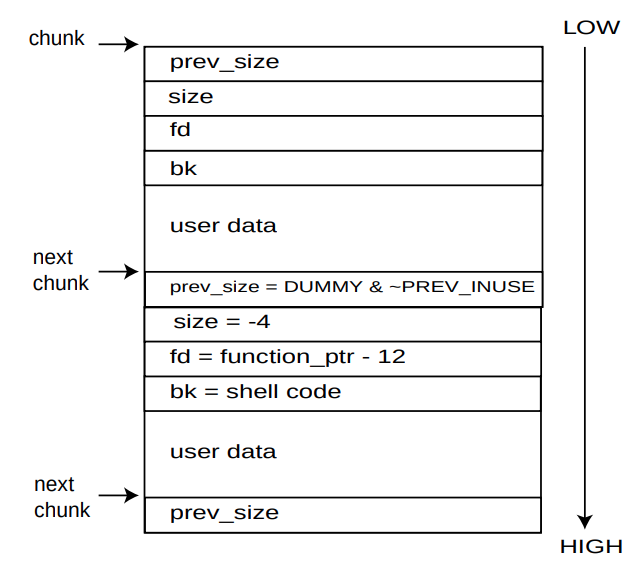 LOW
chunk
prev_size
size
fd
bk
user data
next
chunk
prev_size = DUMMY & ~PREV_INUSE
size = -4
fd = function_ptr - 12
bk = shell code
user data
next
chunk
prev_size
HIGH